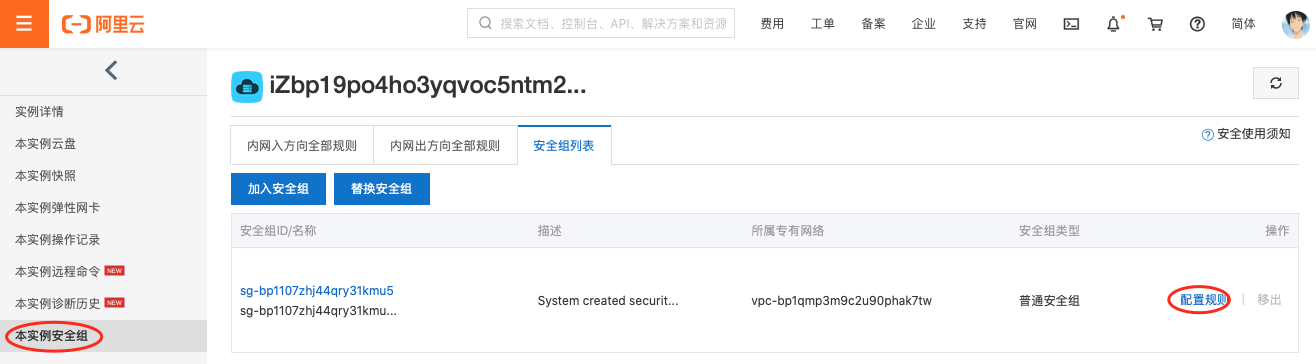 阿里云
搜索文档、控制台、API、解决方案和资源
费用 工单 备案 企业 支持 官网 简体
iZbp19po4ho3yqvoc5ntm2...
实例详情
本实例云盘
本实例快照
本实例弹性网卡
本实例操作记录
本实例远程命令 NEW
本实例诊断历史 NEW
本实例安全组
内网入方向全部规则 内网出方向全部规则 安全组列表
安全使用须知
加入安全组 替换安全组
安全组ID/名称 描述 所属专有网络 安全组类型 操作
sg-bp1107zhj44qry31kmu5
sg-bp1107zhj44qry31kmu... System created securit... vpc-bp1qmp3m9c2u90phak7tw 普通安全组 配置规则 | 移出